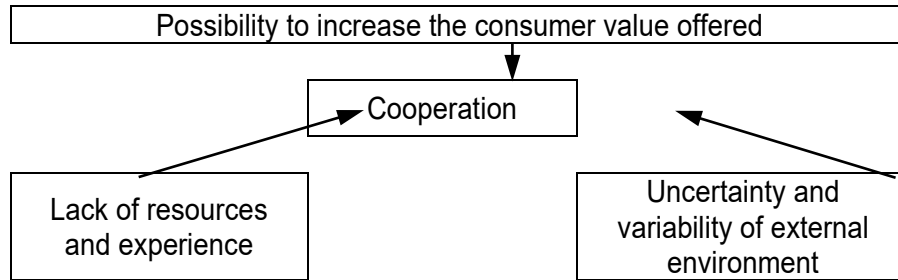 Possibility to increase the consumer value offered
Cooperation
Lack of resources
and experience
Uncertainty and
variability of external
environment